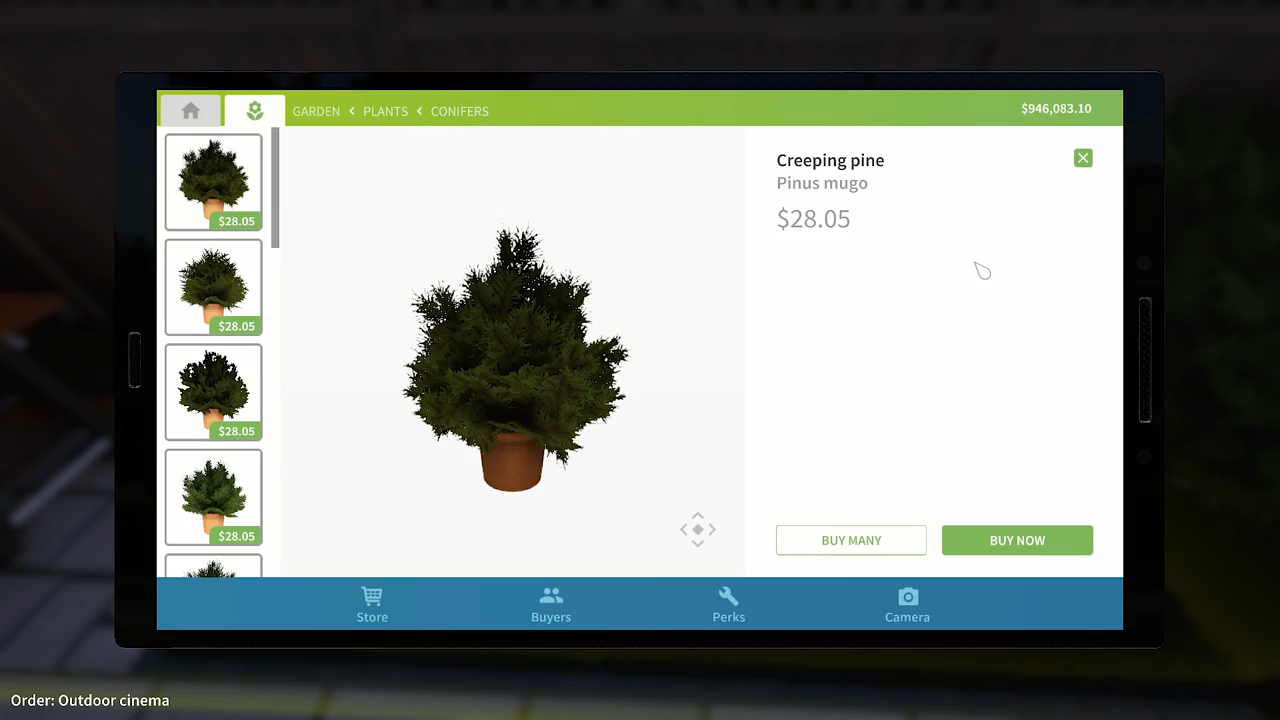 GARDEN < PLANTS < CONIFERS
$946,083.10
$28.05
$28.05
$28.05
$28.05
Creeping pine
Pinus mugo
$28.05
BUY MANY
BUY NOW
Store
Buyers
Perks
Camera
Order: Outdoor cinema